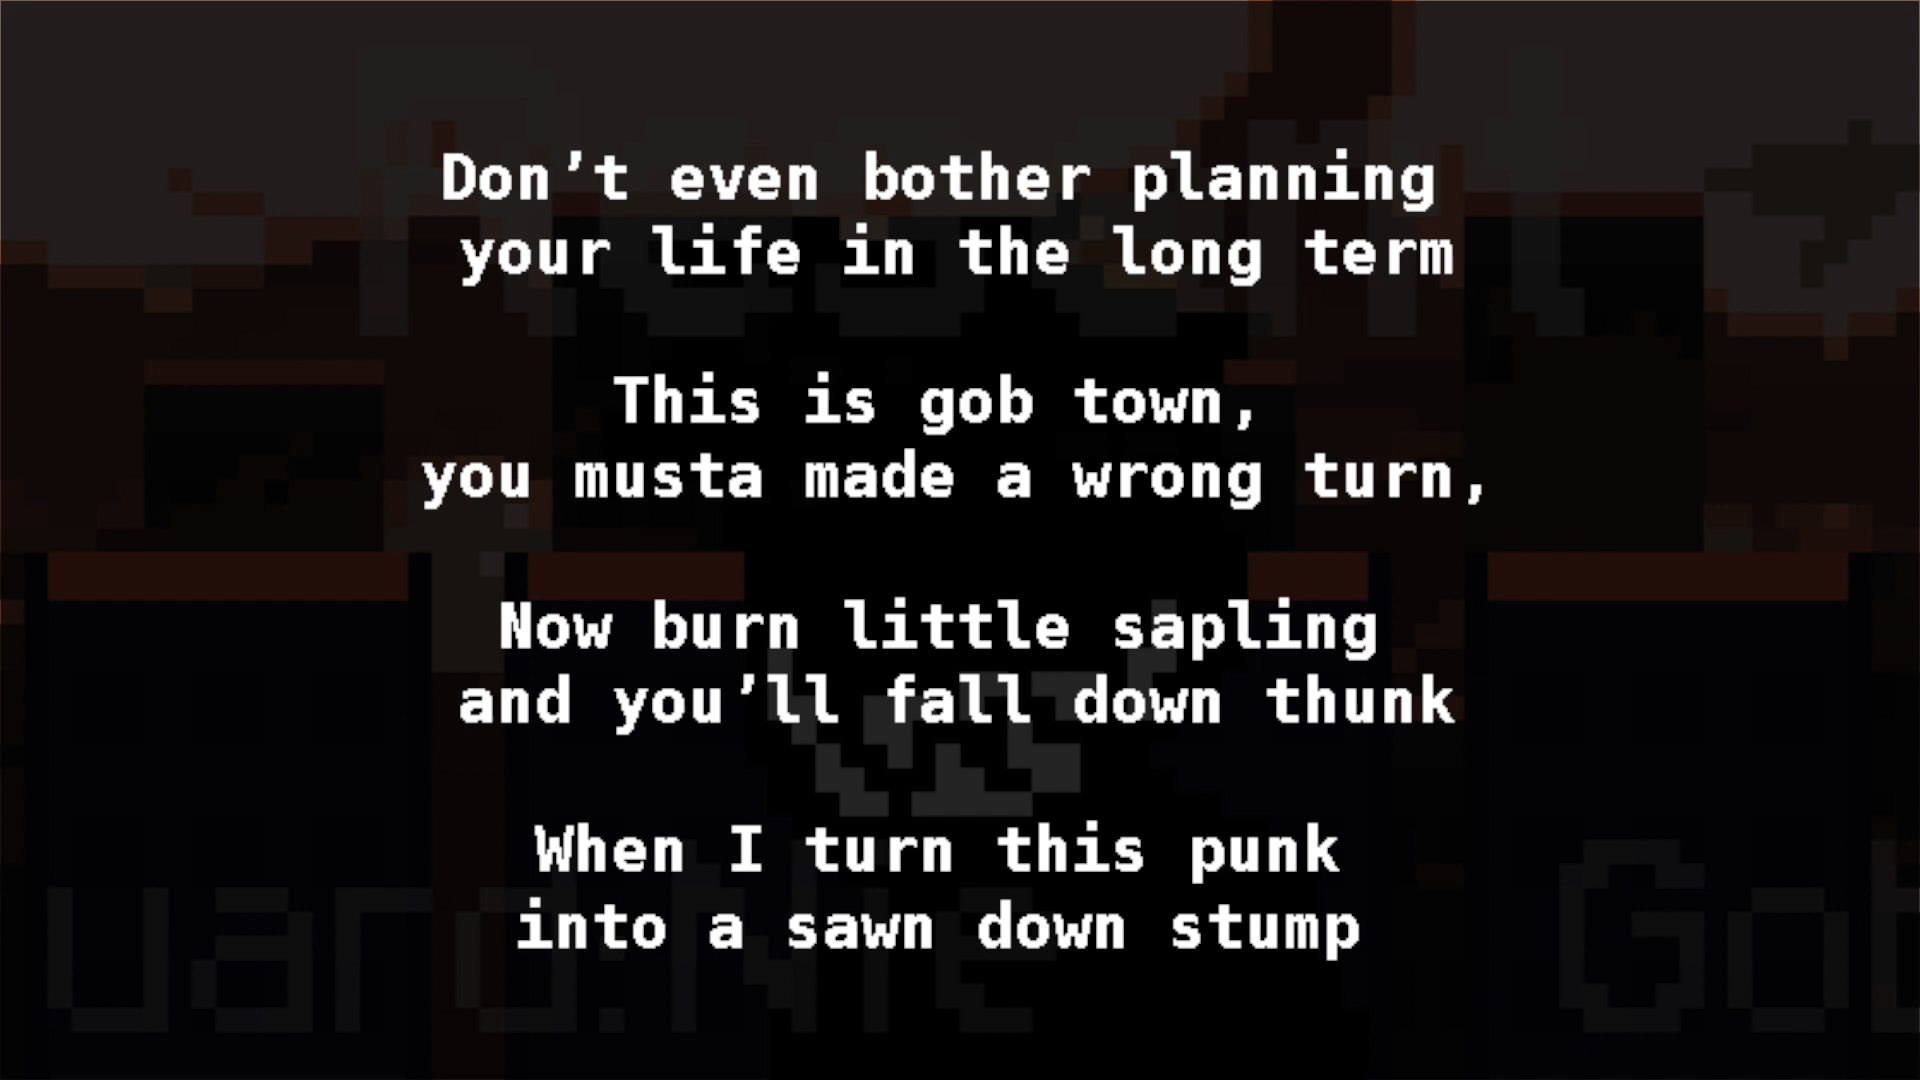 Don’t even bother planning
your life in the long term
This is gob town,
you musta made a wrong turn,
Now burn little sapling
and you’ll fall down thunk
When I turn this punk
into a sawn down stump